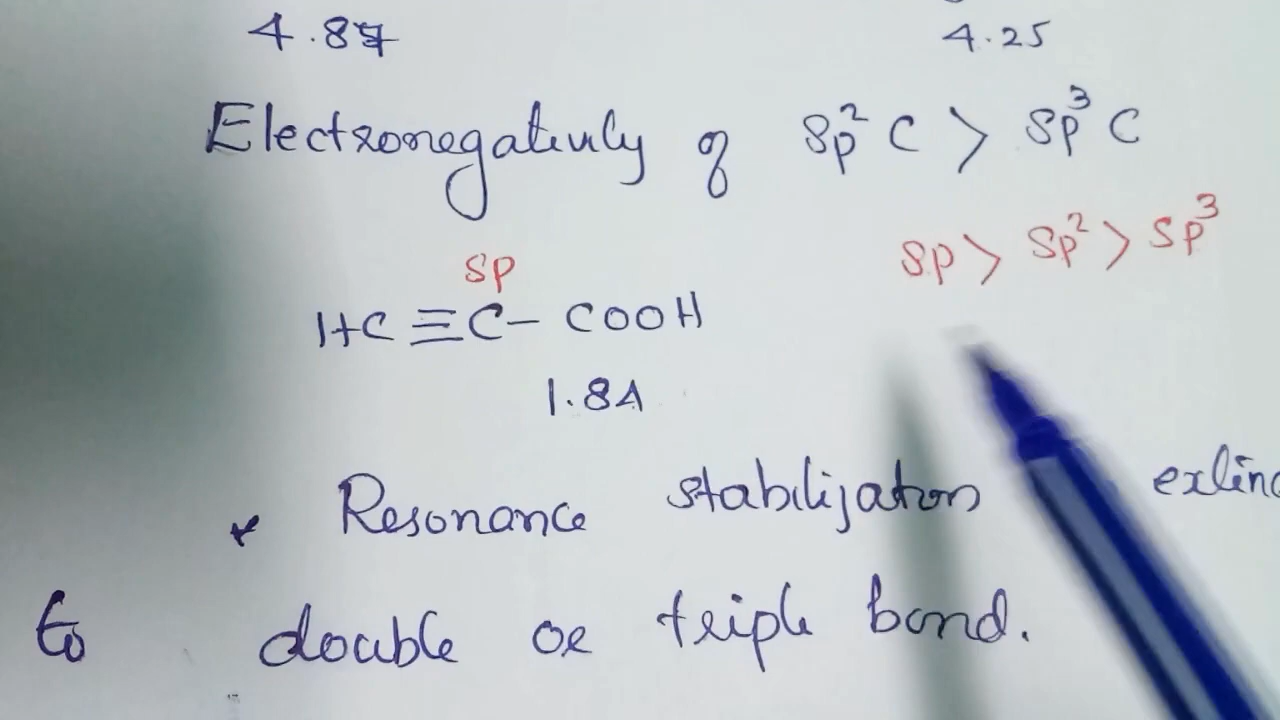 4.87 4.25
Electronegativity of Sp² C > Sp³ C
Sp > Sp² > Sp³
Sp
HC≡C-COOH
1.84
* Resonance stabilization
to double or triple bond.